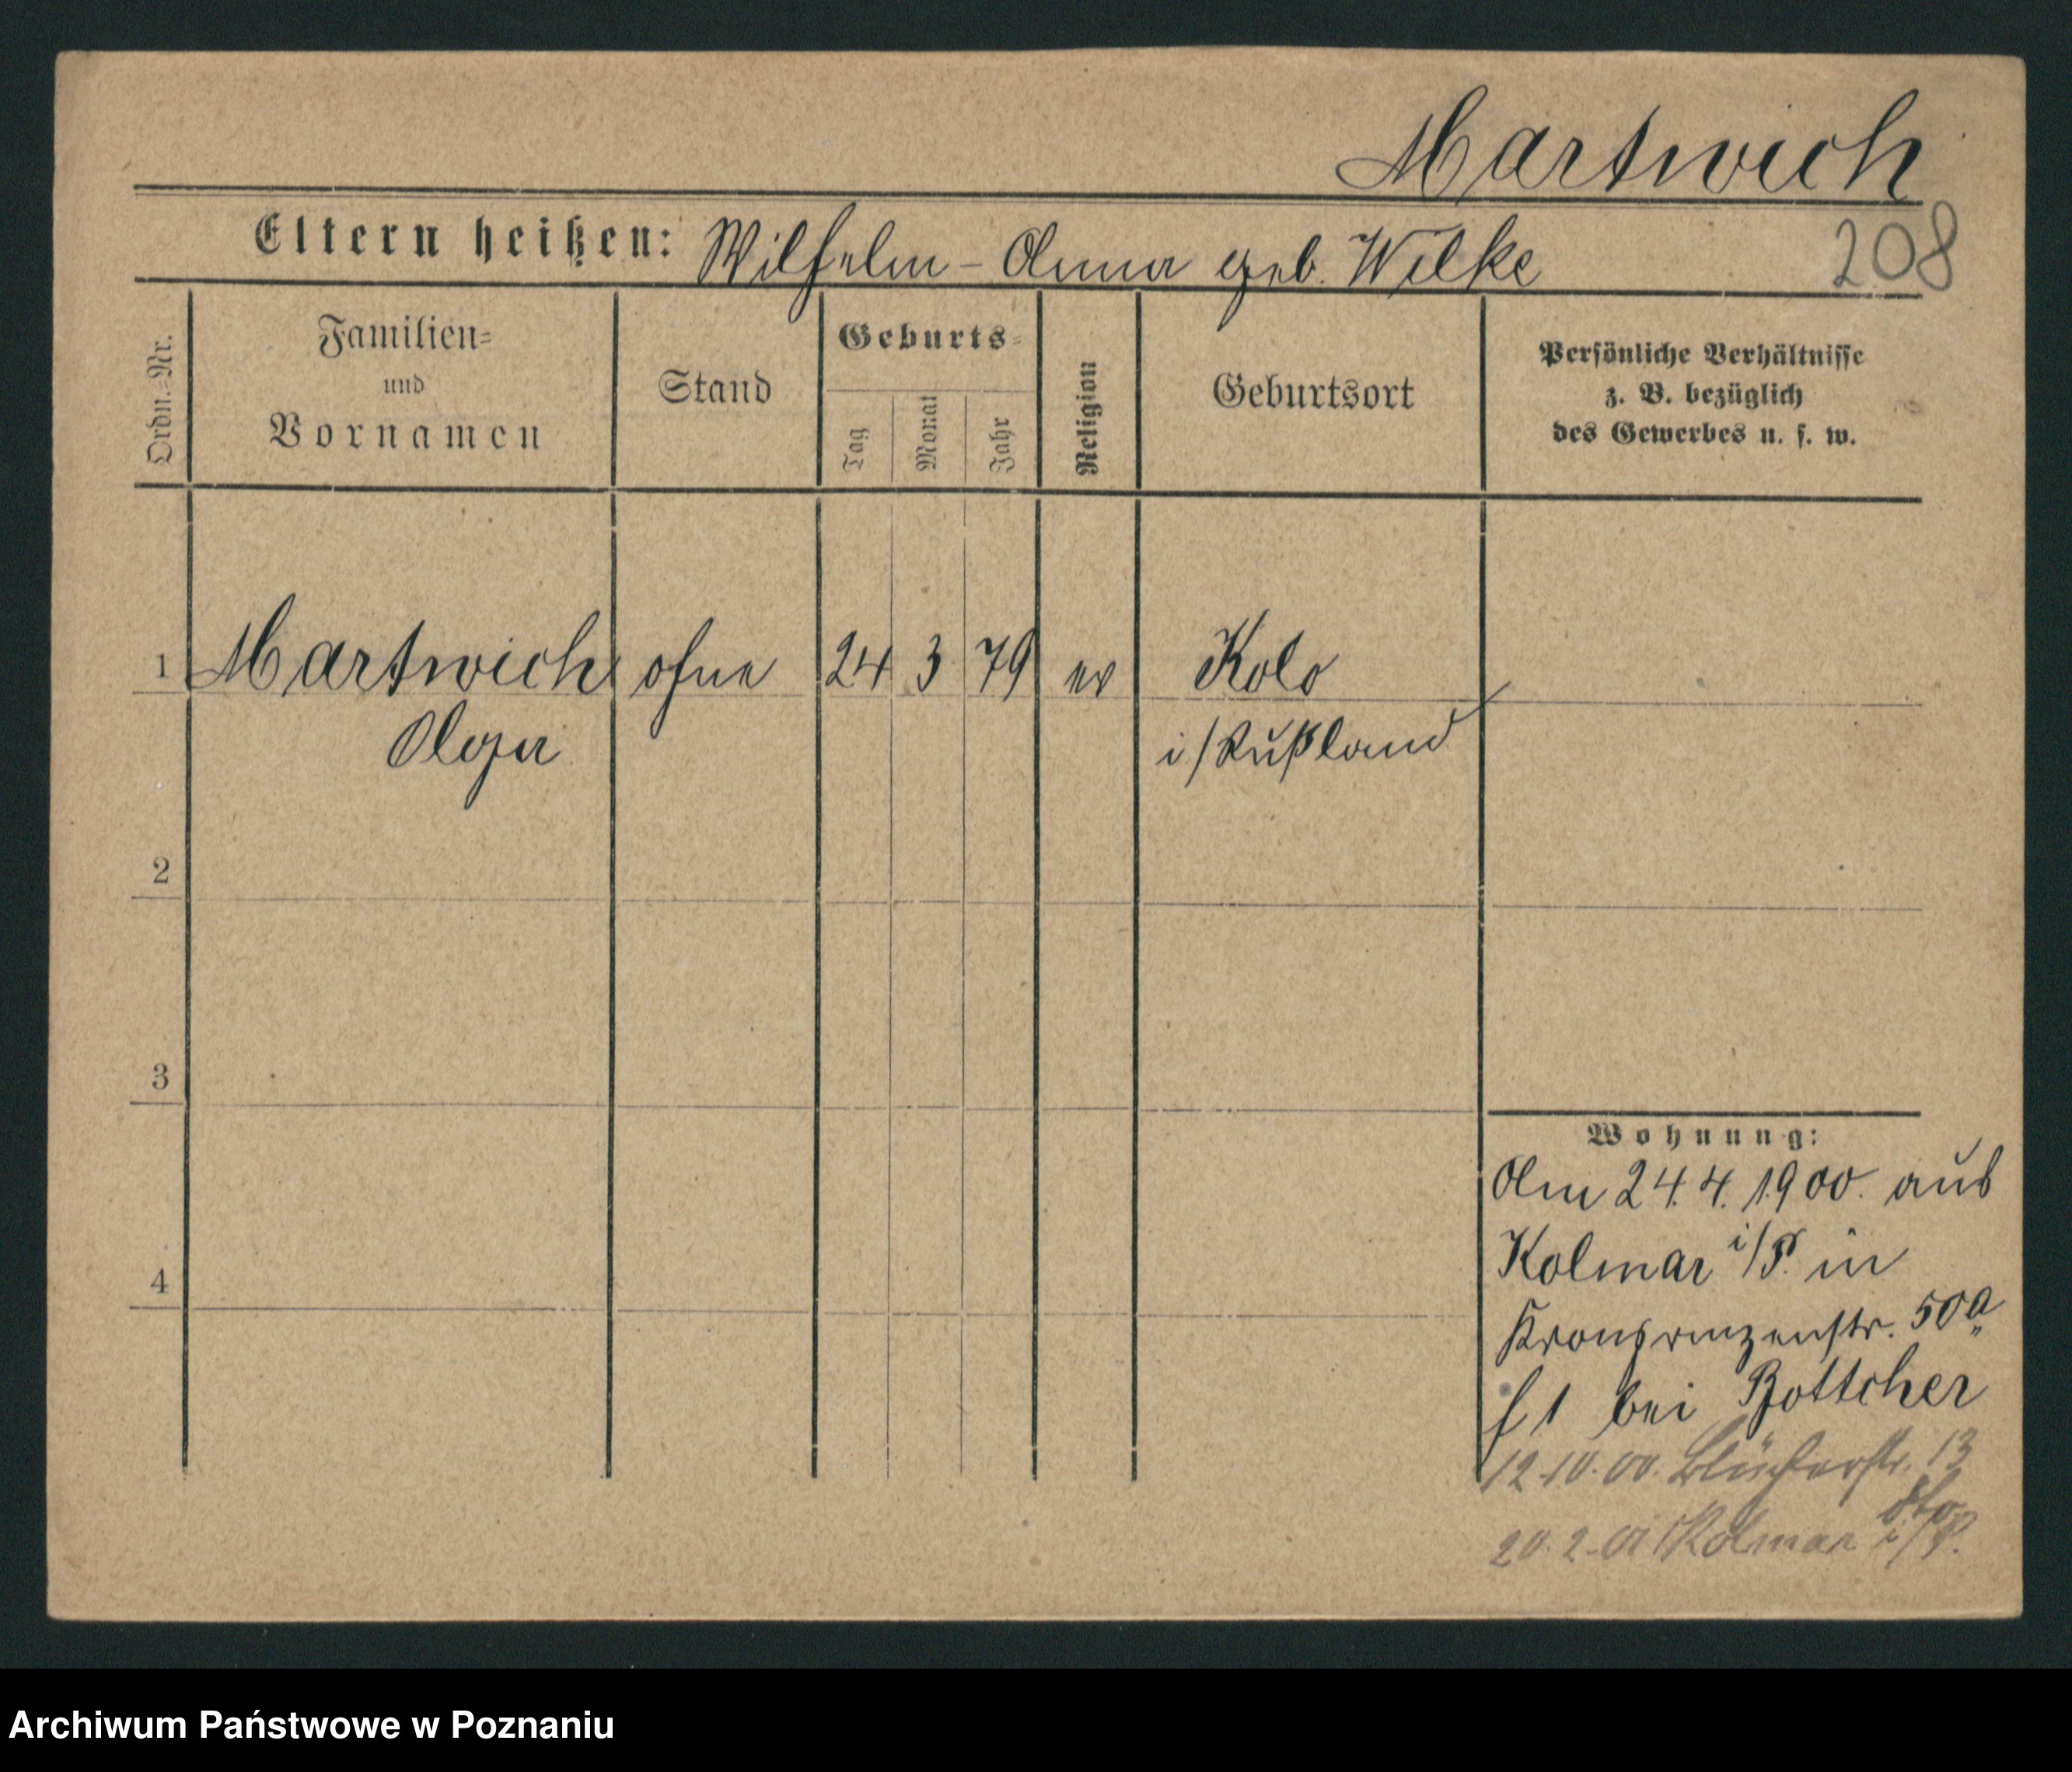 Martwich
Eltern heißen: Wilhelm - Anna geb. Wilke
208
Ordn.-Nr.
Familien-
und
Vornamen
Stand
Geburts-
Tag
Monat
Jahr
Religion
Geburtsort
Persönliche Verhältnisse
z. B. bezüglich
des Gewerbes u. s. w.
1 Martwich ohne 24 3 79 ev Kolo
Olga i/Rußland
2
3
4
Wohnung:
Am 24.4.1900. aus
Kolmar i/P. in
Kronprinzenstr. 50a
bei Bottcher
12.10.00. Blücherstr. 13
20.2.01 Kolmar i/P.
Archiwum Państwowe w Poznaniu